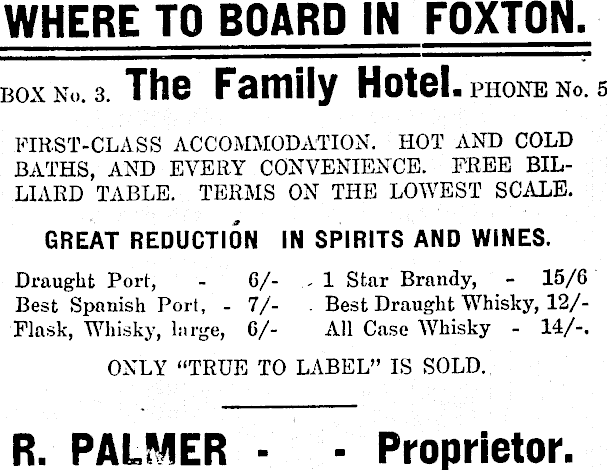 WHERE TO BOARD IN FOXTON.
BOX No. 3. The Family Hotel. PHONE No. 5
FIRST-CLASS ACCOMMODATION. HOT AND COLD
BATHS, AND EVERY CONVENIENCE. FREE BIL-
LIARD TABLE. TERMS ON THE LOWEST SCALE.
GREAT REDUCTION IN SPIRITS AND WINES.
Draught Port, - 6/- 1 Star Brandy, - 15/6
Best Spanish Port, - 7/- Best Draught Whisky, 12/-
Flask, Whisky, large, 6/- All Case Whisky - 14/-.
ONLY "TRUE TO LABEL" IS SOLD.
R. PALMER - - Proprietor.